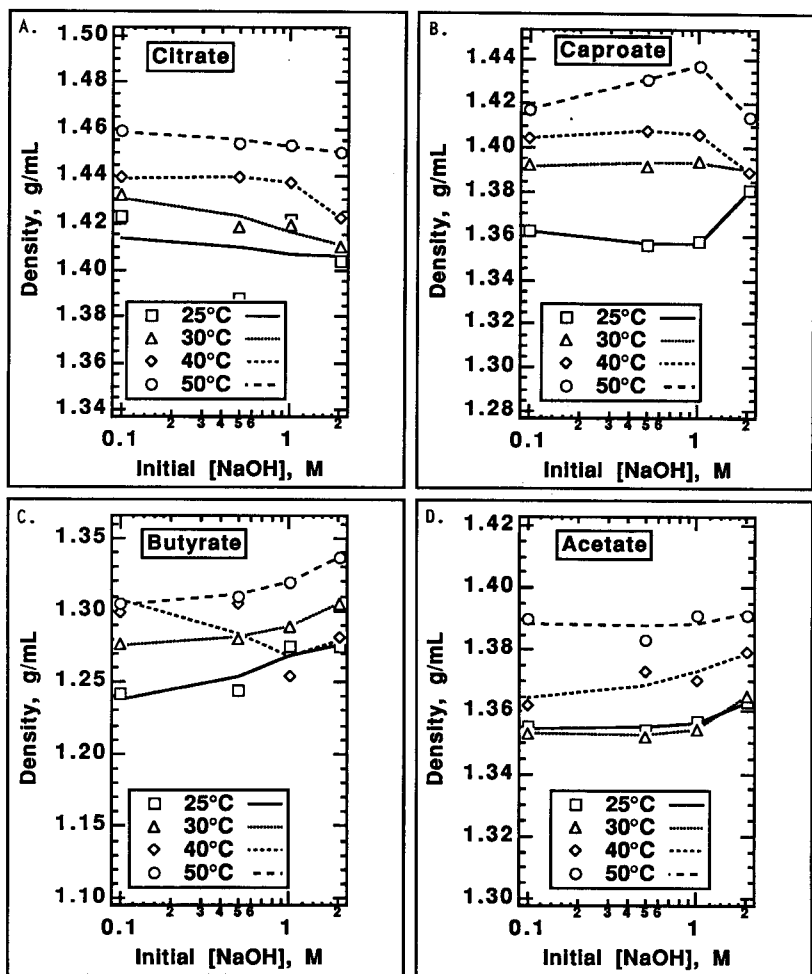 A.
Citrate
1.50
1.48
1.46
1.44
1.42
1.40
1.38
1.36
1.34
Density, g/mL
25°C
30°C
40°C
50°C
0.1 2 3 4 5 6 1 2
Initial [NaOH], M
B.
Caproate
1.44
1.42
1.40
1.38
1.36
1.34
1.32
1.30
1.28
Density, g/mL
25°C
30°C
40°C
50°C
0.1 2 3 4 5 6 1 2
Initial [NaOH], M
C.
Butyrate
1.35
1.30
1.25
1.20
1.15
1.10
Density, g/mL
25°C
30°C
40°C
50°C
0.1 2 3 4 5 6 1 2
Initial [NaOH], M
D.
Acetate
1.42
1.40
1.39
1.37
1.36
1.34
1.33
1.32
1.30
Density, g/mL
25°C
30°C
40°C
50°C
0.1 2 3 4 5 6 1 2
Initial [NaOH], M